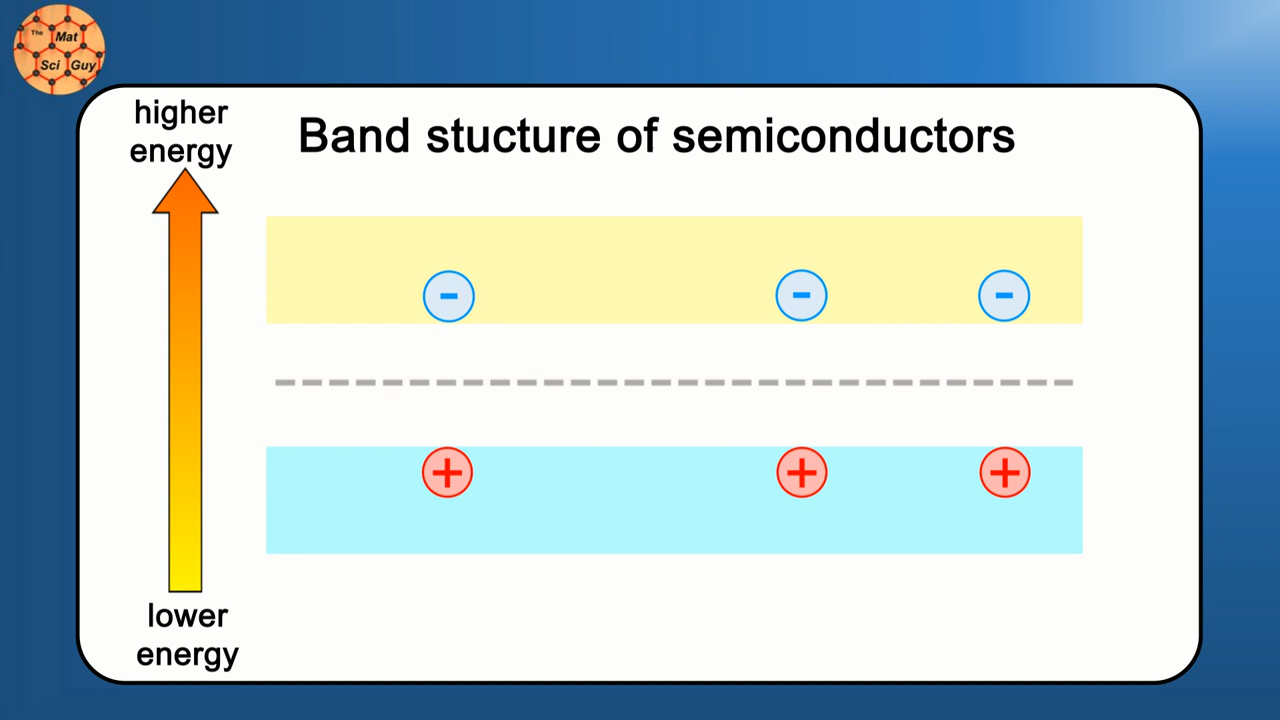 The
Mat
Sci Guy
higher
energy
Band stucture of semiconductors
-
-
-
+
+
+
lower
energy